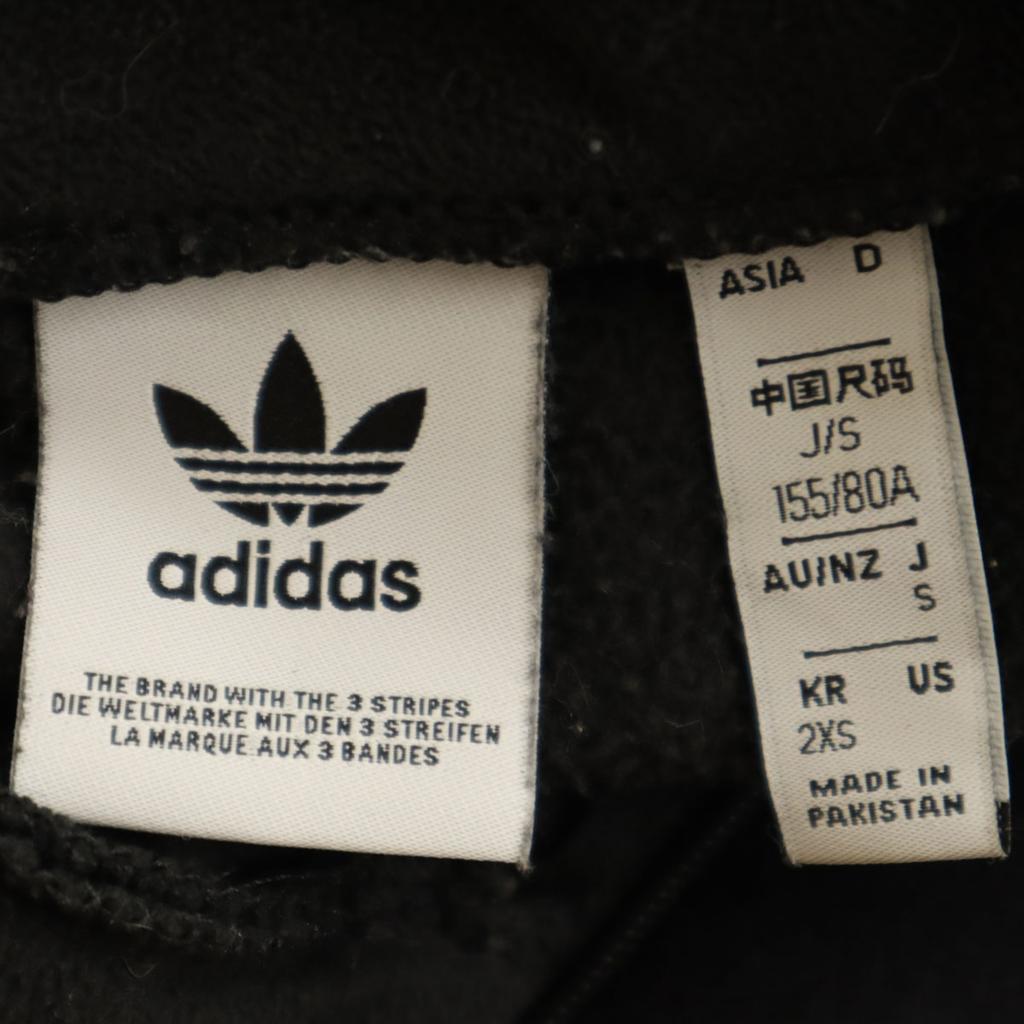 adidas
THE BRAND WITH THE 3 STRIPES
DIE WELTMARKE MIT DEN 3 STREIFEN
LA MARQUE AUX 3 BANDES
ASIA D
中国尺码
J/S
155/80A
AU/NZ J
S
KR US
2XS
MADE IN
PAKISTAN